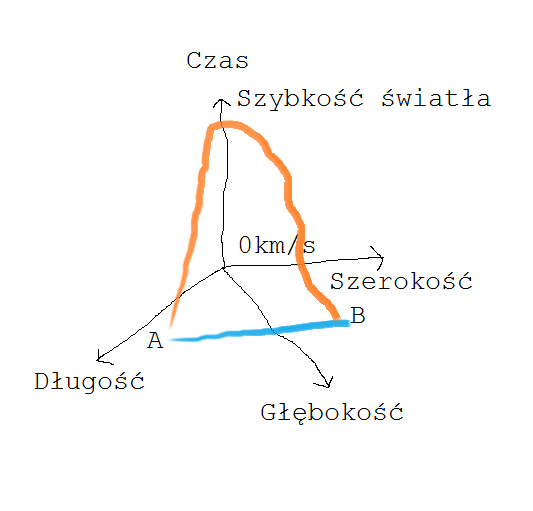 Czas
Szybkość światła
0km/s
Szerokość
A
B
Długość
Głębokość